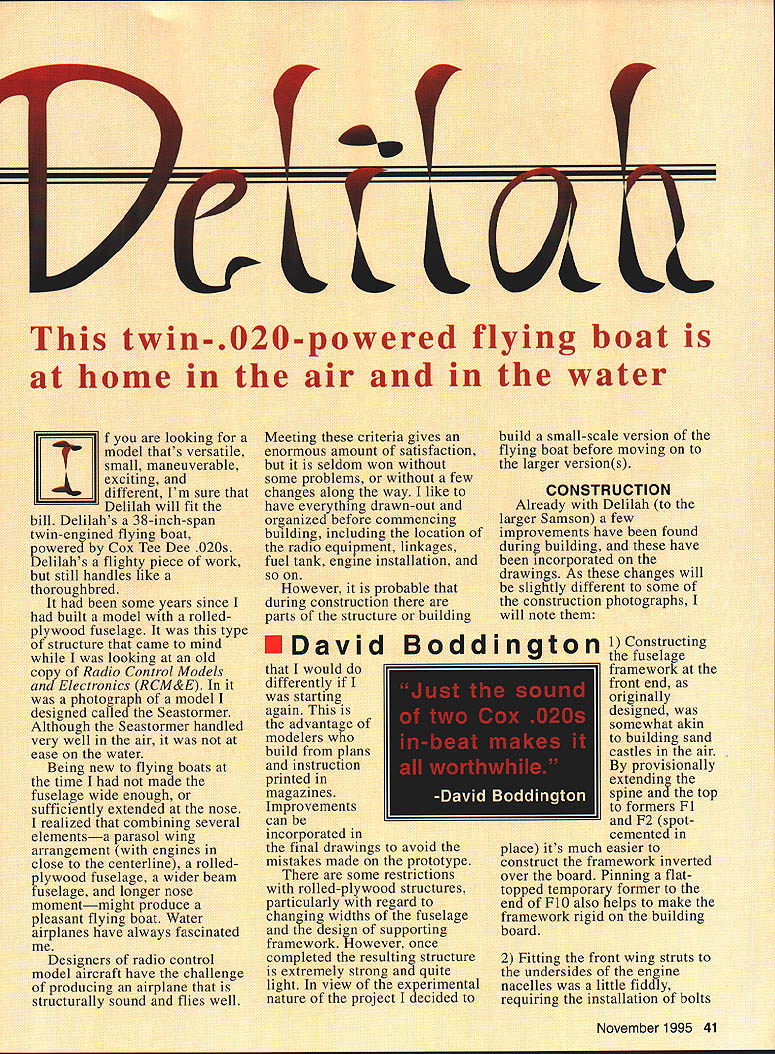 Delilah
This twin-.020-powered flying boat is
at home in the air and in the water
If you are looking for a
model that's versatile,
small, maneuverable,
exciting, and
different, I'm sure that
Delilah will fit the
bill. Delilah's a 38-inch-span
twin-engined flying boat,
powered by Cox Tee Dee .020s.
Delilah's a flighty piece of work,
but still handles like a
thoroughbred.
It had been some years since I
had built a model with a rolled-
plywood fuselage. It was this type
of structure that came to mind
while I was looking at an old
copy of Radio Control Models
and Electronics (RCM&E). In it
was a photograph of a model I
designed called the Seastormer.
Although the Seastormer handled
very well in the air, it was not at
ease on the water.
Being new to flying boats at
the time I had not made the
fuselage wide enough, or
sufficiently extended at the nose.
I realized that combining several
elements—a parasol wing
arrangement (with engines in
close to the centerline), a rolled-
plywood fuselage, a wider beam
fuselage, and longer nose
moment—might produce a
pleasant flying boat. Water
airplanes have always fascinated
me.
Designers of radio control
model aircraft have the challenge
of producing an airplane that is
structurally sound and flies well.
Meeting these criteria gives an
enormous amount of satisfaction,
but it is seldom won without
some problems, or without a few
changes along the way. I like to
have everything drawn-out and
organized before commencing
building, including the location of
the radio equipment, linkages,
fuel tank, engine installation, and
so on.
However, it is probable that
during construction there are
parts of the structure or building
David Boddington
that I would do
differently if I
was starting
again. This is
the advantage of
modelers who
build from plans
and instruction
printed in
magazines.
Improvements
can be
incorporated in
the final drawings to avoid the
mistakes made on the prototype.
There are some restrictions
with rolled-plywood structures,
particularly with regard to
changing widths of the fuselage
and the design of supporting
framework. However, once
completed the resulting structure
is extremely strong and quite
light. In view of the experimental
nature of the project I decided to
"Just the sound
of two Cox .020s
in-beat makes it
all worthwhile."
-David Boddington
build a small-scale version of the
flying boat before moving on to
the larger version(s).
CONSTRUCTION
Already with Delilah (to the
larger Samson) a few
improvements have been found
during building, and these have
been incorporated on the
drawings. As these changes will
be slightly different to some of
the construction photographs, I
will note them:
1) Constructing
the fuselage
framework at the
front end, as
originally
designed, was
somewhat akin
to building sand
castles in the air.
By provisionally
extending the
spine and the top
to formers F1
and F2 (spot-
cemented in
place) it's much easier to
construct the framework inverted
over the board. Pinning a flat-
topped temporary former to the
end of F10 also helps to make the
framework rigid on the building
board.
2) Fitting the front wing struts to
the undersides of the engine
nacelles was a little fiddly,
requiring the installation of bolts
November 1995 41